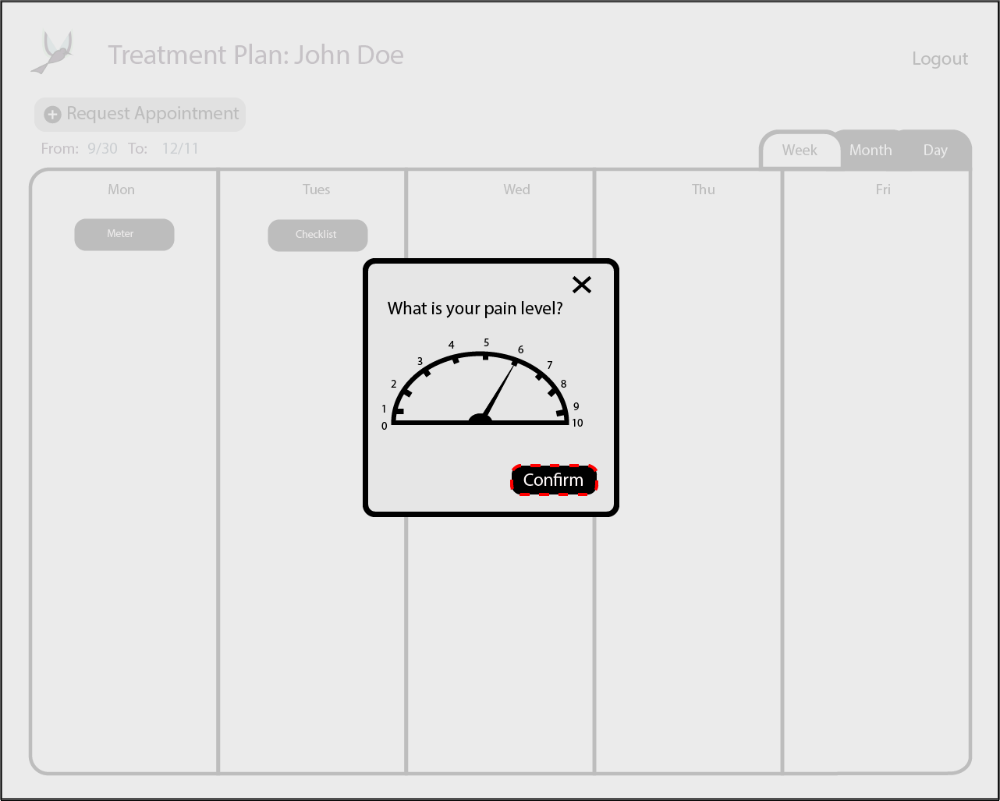 Treatment Plan: John Doe
Logout
Request Appointment
From: 9/30 To: 12/11
Week Month Day
Mon Tues Wed Thu Fri
Meter Checklist
What is your pain level?
0 1 2 3 4 5 6 7 8 9 10
Confirm